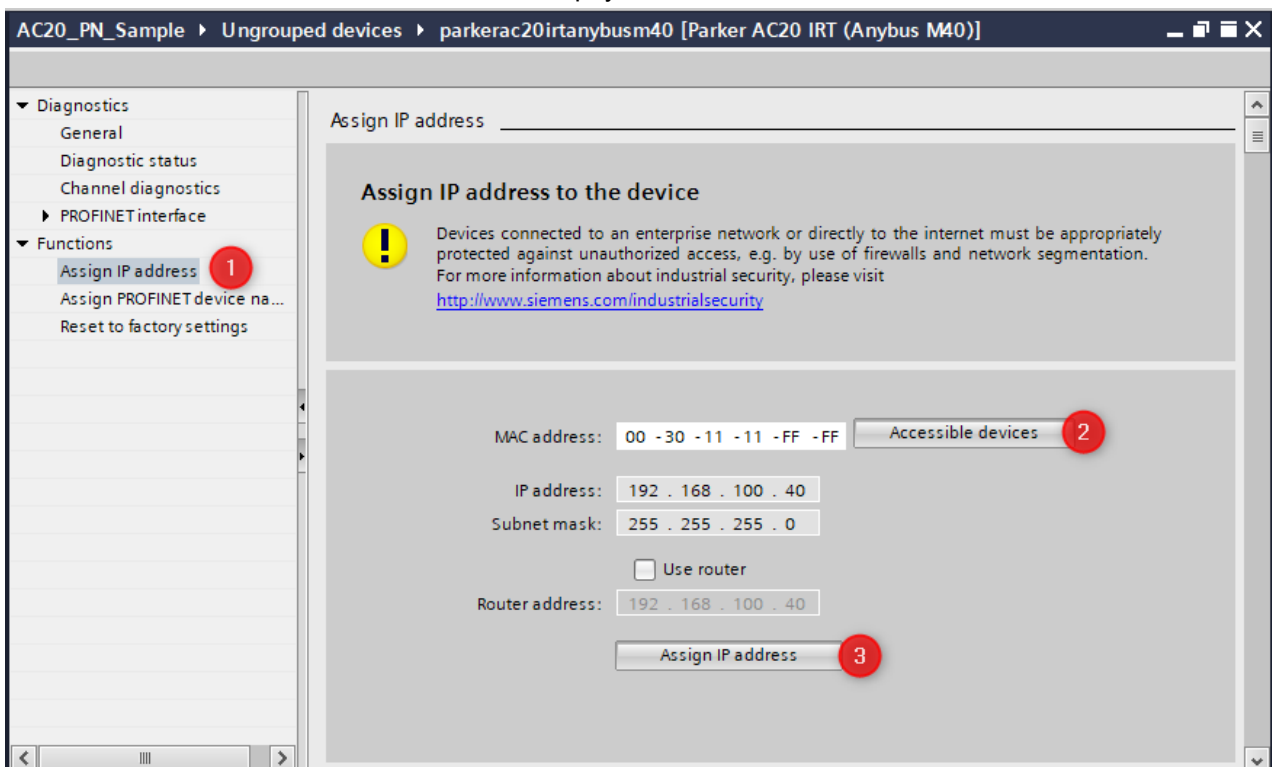 AC20_PN_Sample ▸ Ungrouped devices ▸ parkerac20irtanybusm40 [Parker AC20 IRT (Anybus M40)]
Diagnostics
General
Diagnostic status
Channel diagnostics
PROFINET interface
Functions
Assign IP address 1
Assign PROFINET device na...
Reset to factory settings
Assign IP address
Assign IP address to the device
Devices connected to an enterprise network or directly to the internet must be appropriately
protected against unauthorized access, e.g. by use of firewalls and network segmentation.
For more information about industrial security, please visit
http://www.siemens.com/industrialsecurity
MAC address: 00 -30 -11 -11 -FF -FF Accessible devices 2
IP address: 192 . 168 . 100 . 40
Subnet mask: 255 . 255 . 255 . 0
Use router
Router address: 192 . 168 . 100 . 40
Assign IP address 3